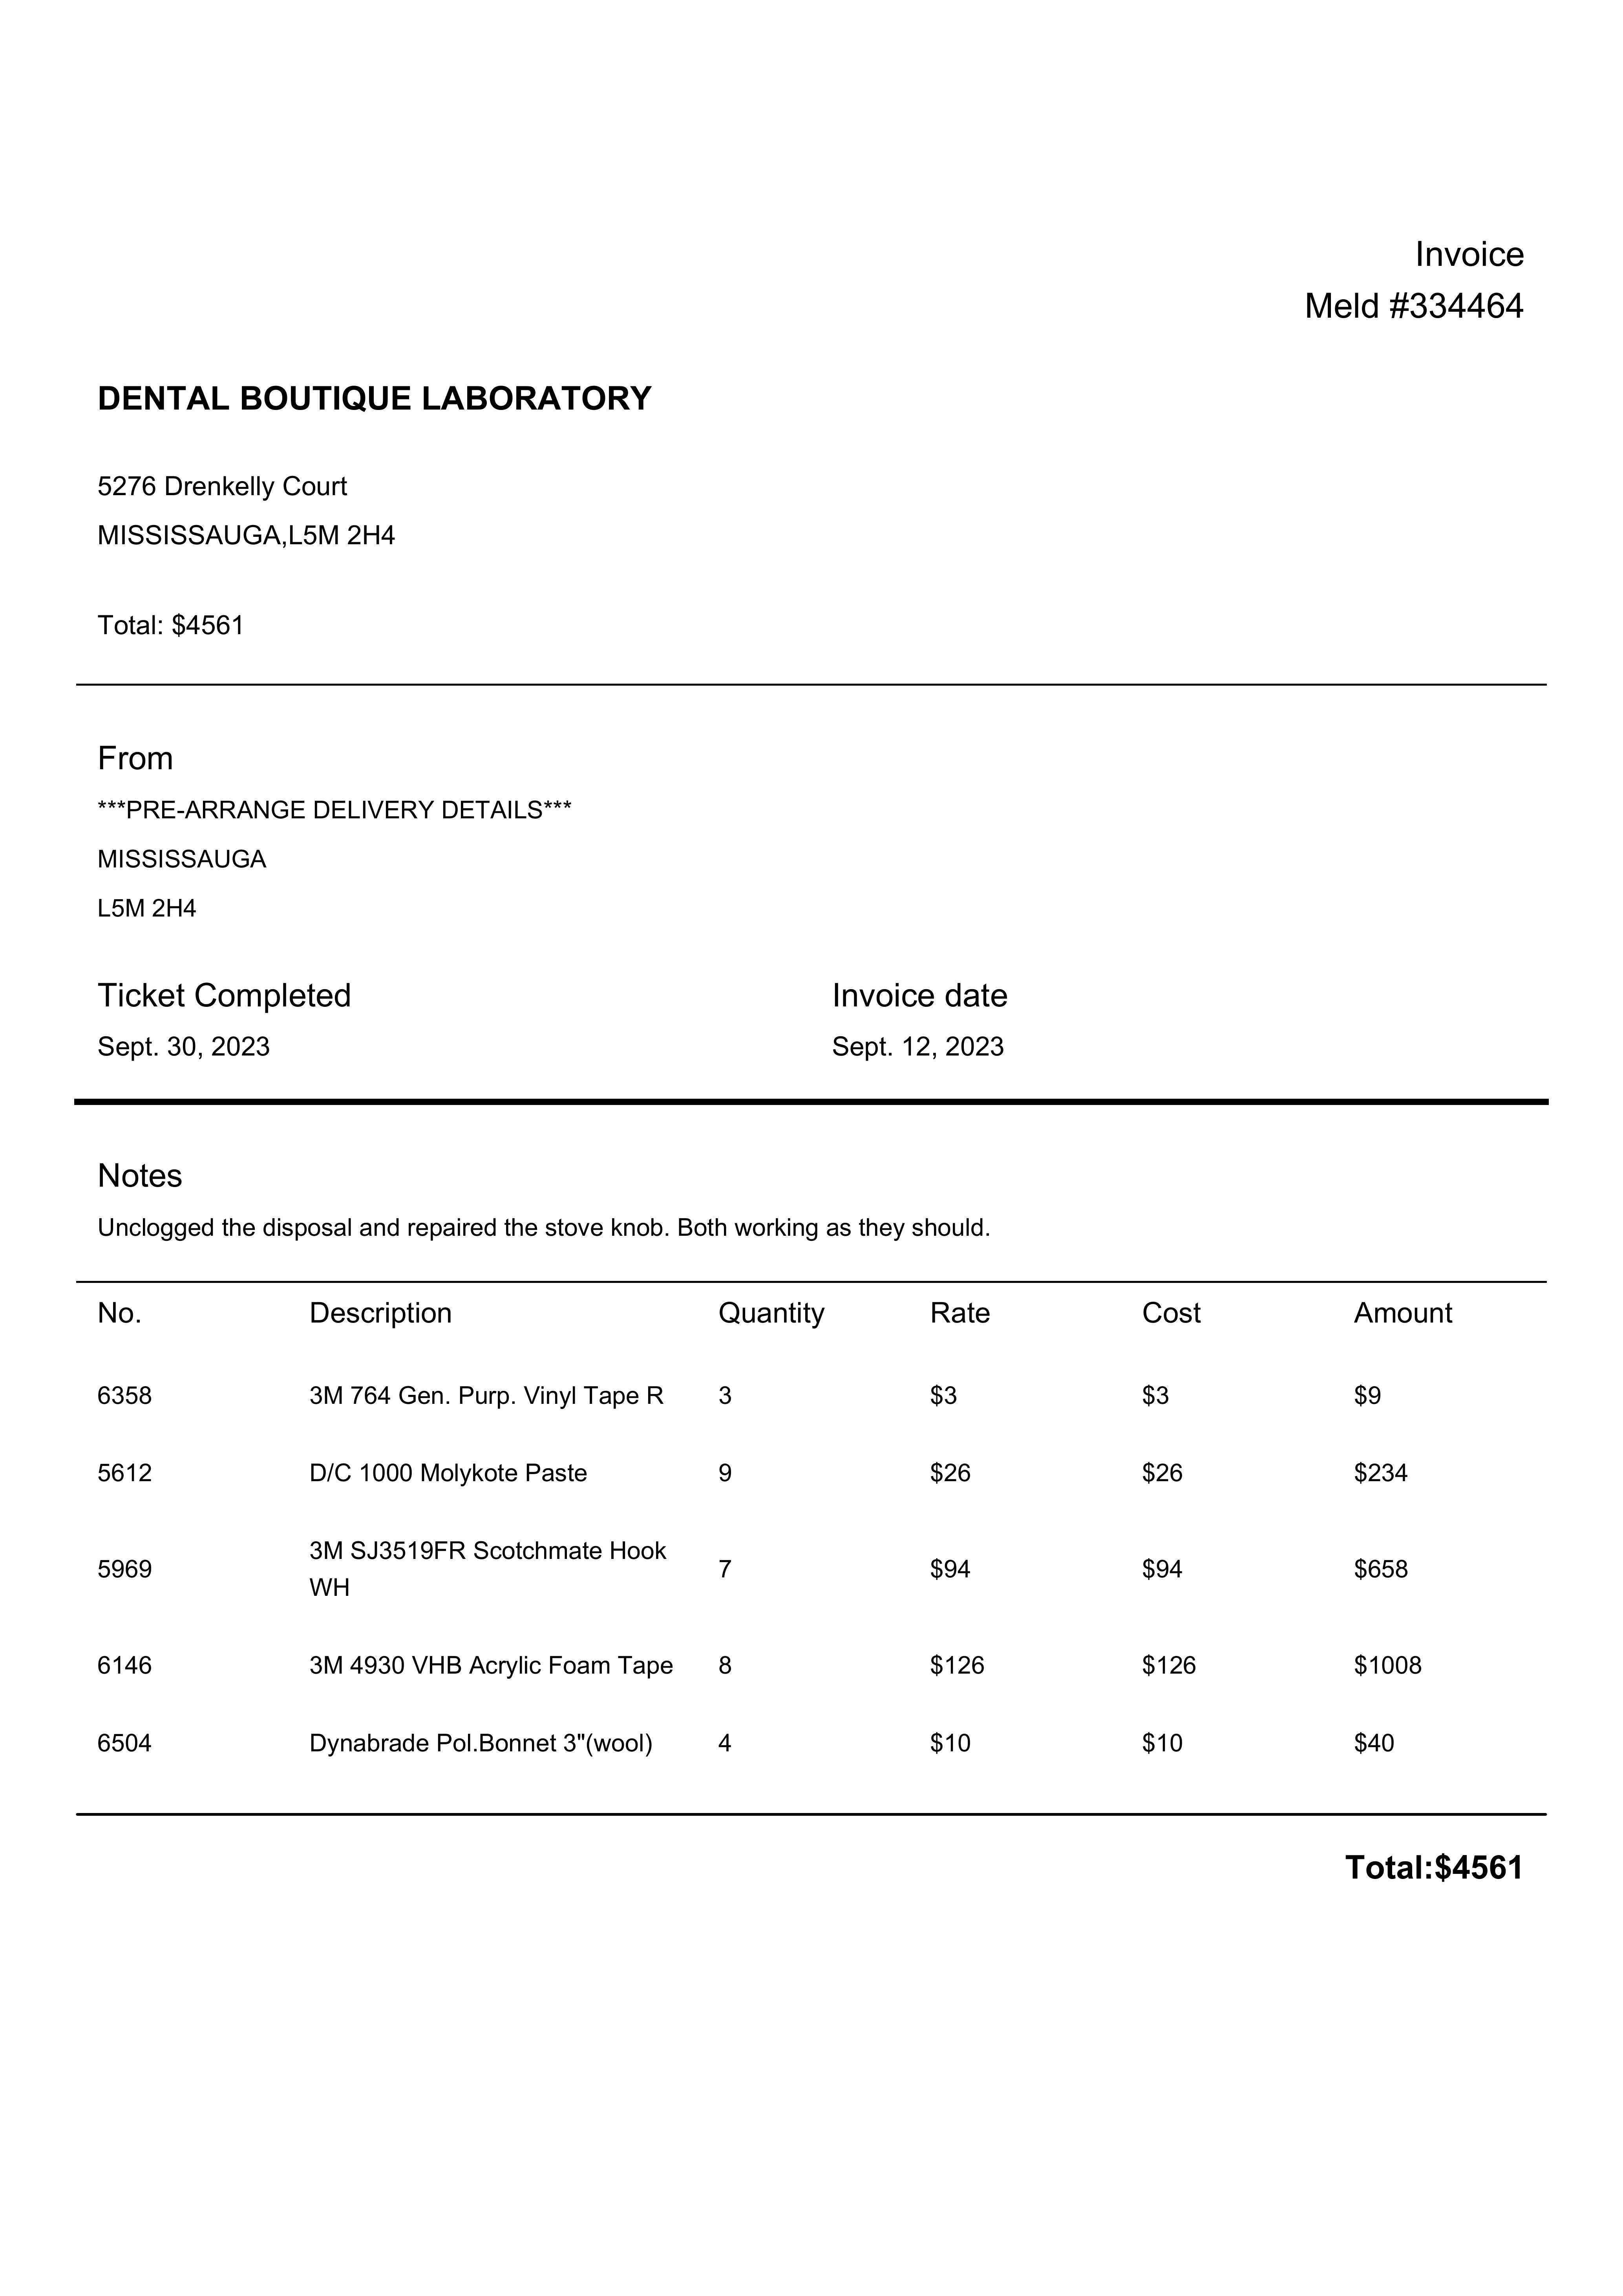 Invoice
Meld #334464
DENTAL BOUTIQUE LABORATORY
5276 Drenkelly Court
MISSISSAUGA,L5M 2H4
Total: $4561
From
***PRE-ARRANGE DELIVERY DETAILS***
MISSISSAUGA
L5M 2H4
Ticket Completed Invoice date
Sept. 30, 2023 Sept. 12, 2023
Notes
Unclogged the disposal and repaired the stove knob. Both working as they should.
No. Description Quantity Rate Cost Amount
6358 3M 764 Gen. Purp. Vinyl Tape R 3 $3 $3 $9
5612 D/C 1000 Molykote Paste 9 $26 $26 $234
5969 3M SJ3519FR Scotchmate Hook 7 $94 $94 $658
WH
6146 3M 4930 VHB Acrylic Foam Tape 8 $126 $126 $1008
6504 Dynabrade Pol.Bonnet 3"(wool) 4 $10 $10 $40
Total:$4561